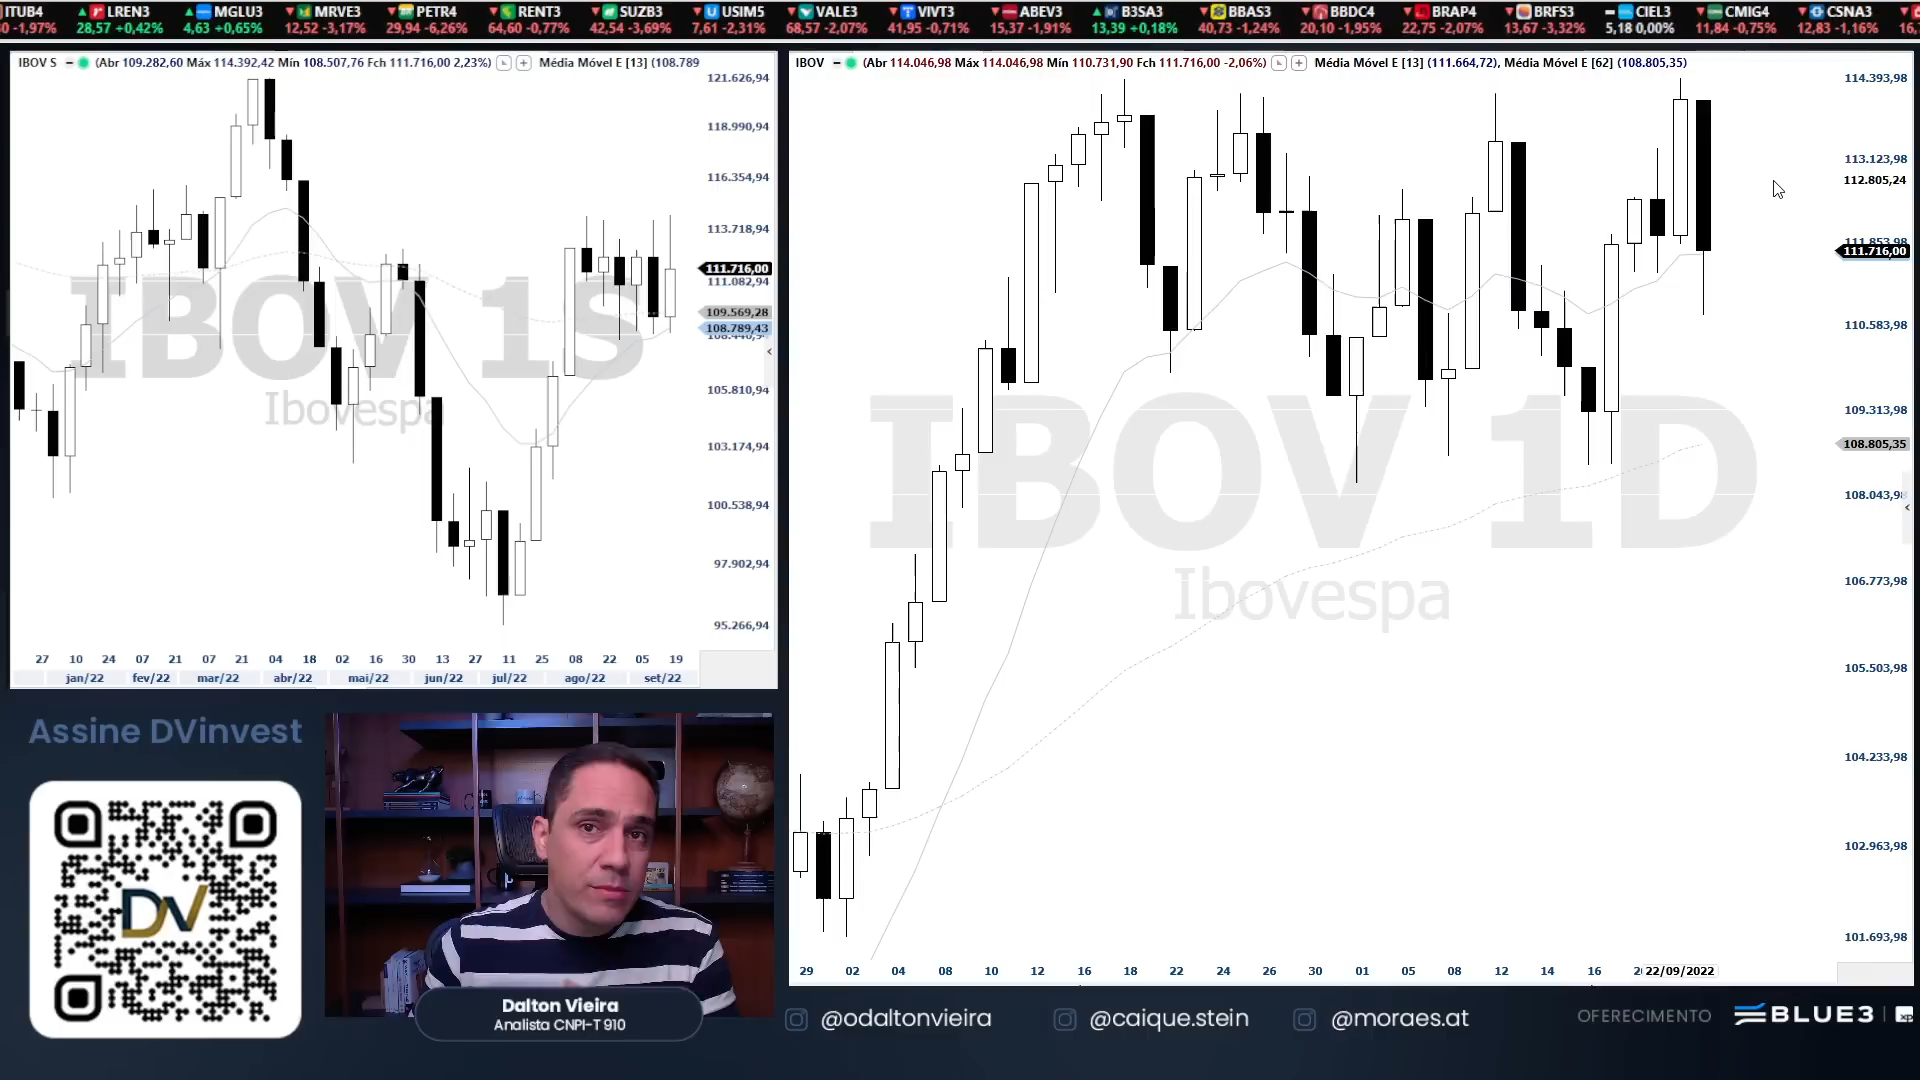 ITUB4 LREN3 MGLU3 MRVE3 PETR4 RENT3 SUZB3 USIM5 VALE3 VIVT3 ABEV3 B3SA3 BBAS3 BBDC4 BRAP4 BRFS3 CIEL3 CMIG4 CSNA3
-1,97% 28,57 +0,42% 4,63 +0,65% 12,52 -3,17% 29,94 -6,26% 64,60 -0,77% 42,54 -3,69% 7,61 -2,31% 68,57 -2,07% 41,95 -0,71% 15,37 -1,91% 13,39 +0,18% 40,73 -1,24% 20,10 -1,95% 22,75 -2,07% 13,67 -3,32% 5,18 0,00% 11,84 -0,75% 12,83 -1,16%
IBOV S (Abr 109.282,60 Máx 114.392,42 Mín 108.507,76 Fch 111.716,00 2,23%) Média Móvel E [13] (108.789
121.626,94
118.990,94
116.354,94
113.718,94
111.716,00
111.082,94
109.569,28
108.789,43
105.810,94
103.174,94
100.538,94
97.902,94
95.266,94
IBOV 1S
Ibovespa
27 10 24 07 21 07 21 04 18 02 16 30 13 27 11 25 08 22 05 19
jan/22 fev/22 mar/22 abr/22 mai/22 jun/22 jul/22 ago/22 set/22
IBOV (Abr 114.046,98 Máx 114.046,98 Mín 110.731,90 Fch 111.716,00 -2,06%) Média Móvel E [13] (111.664,72), Média Móvel E [62] (108.805,35)
114.393,98
113.123,98
112.805,24
111.853,98
111.716,00
110.583,98
109.313,98
108.805,35
108.043,98
106.773,98
105.503,98
104.233,98
102.963,98
101.693,98
IBOV 1D
Ibovespa
29 02 04 08 10 12 16 18 22 24 26 30 01 05 08 12 14 16 22/09/2022
Assine DVinvest
DV
Dalton Vieira
Analista CNPI-T 910
@odaltonvieira @caique.stein @moraes.at
OFERECIMENTO BLUE3 xp